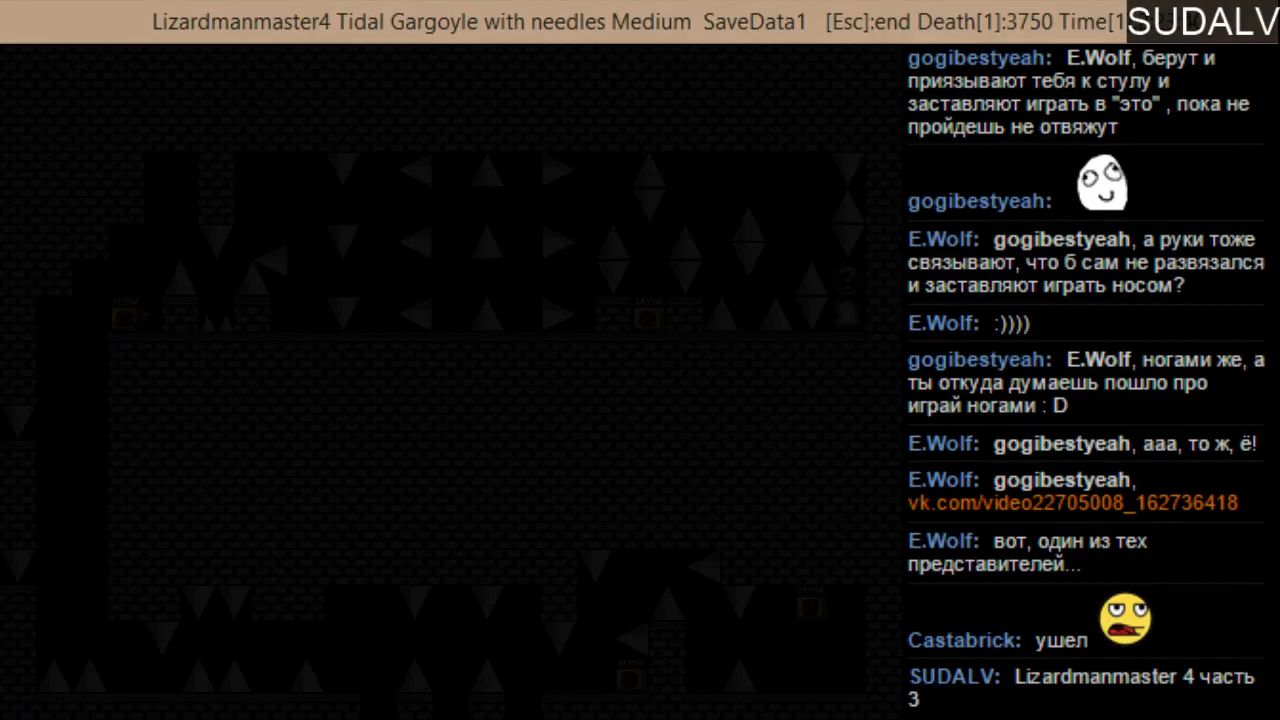 Lizardmanmaster4 Tidal Gargoyle with needles Medium SaveData1 [Esc]:end Death[1]:3750 Time[1
SUDALV
gogibestyeah: E.Wolf, берут и
приязывают тебя к стулу и
заставляют играть в "это" , пока не
пройдешь не отвяжут
gogibestyeah:
E.Wolf: gogibestyeah, а руки тоже
связывают, что б сам не развязался
и заставляют играть носом?
E.Wolf: :))))
gogibestyeah: E.Wolf, ногами же, а
ты откуда думаешь пошло про
играй ногами : D
E.Wolf: gogibestyeah, ааа, то ж, ё!
E.Wolf: gogibestyeah,
vk.com/video22705008_162736418
E.Wolf: вот, один из тех
представителей...
Castabrick: ушел
SUDALV: Lizardmanmaster 4 часть
3